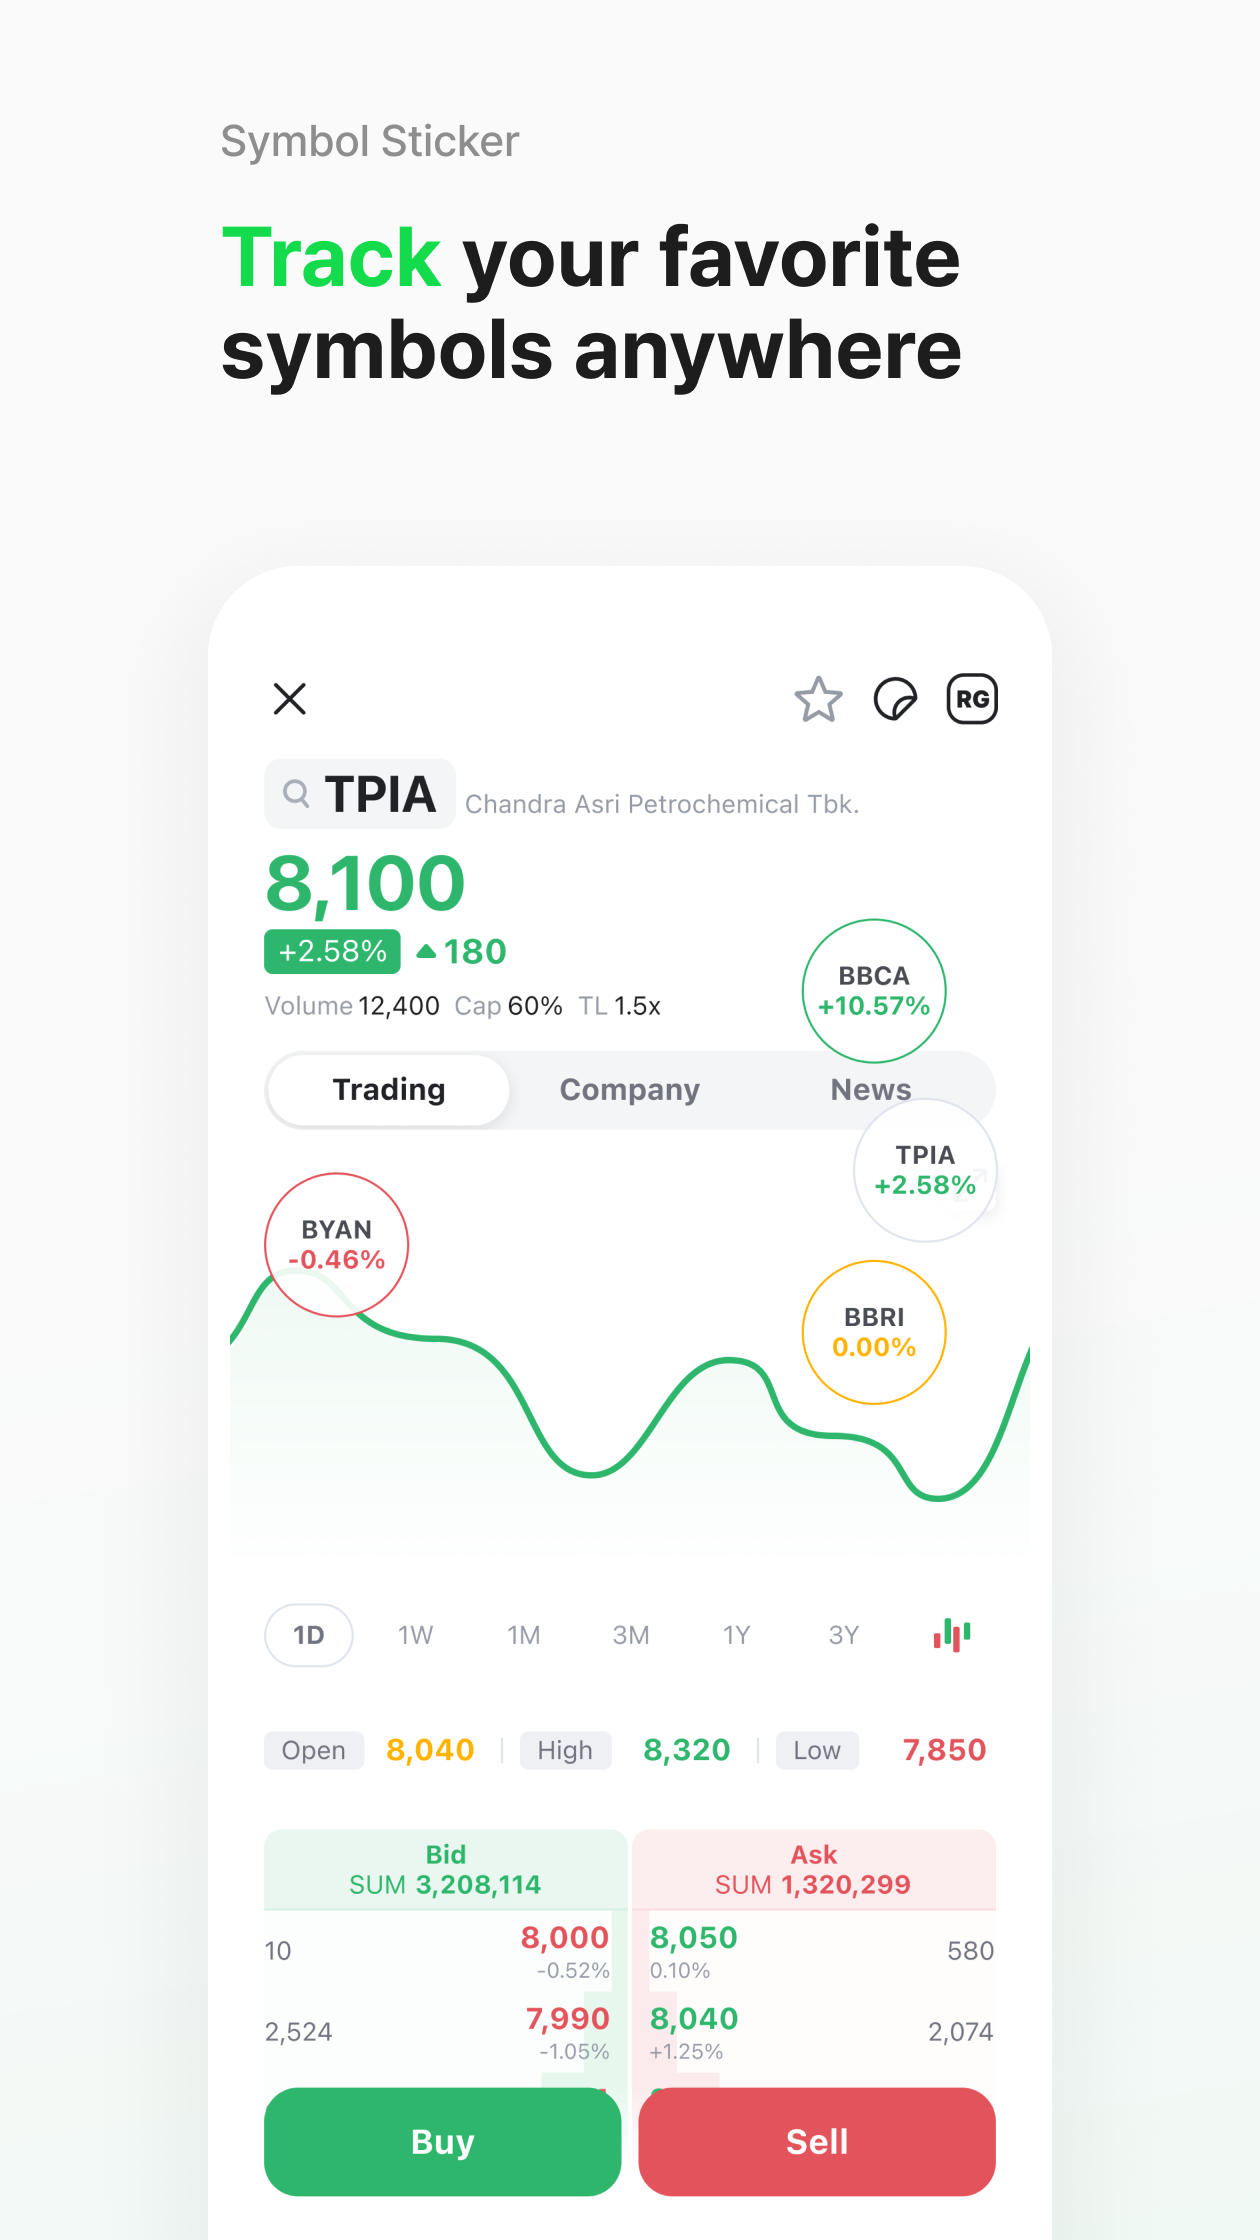 Symbol Sticker
Track your favorite
symbols anywhere
RG
TPIA Chandra Asri Petrochemical Tbk.
8,100
+2.58% 180
Volume 12,400 Cap 60% TL 1.5x
BBCA
+10.57%
Trading Company News
TPIA
+2.58%
BYAN
-0.46%
BBRI
0.00%
1D 1W 1M 3M 1Y 3Y
Open 8,040 High 8,320 Low 7,850
Bid Ask
SUM 3,208,114 SUM 1,320,299
10 8,000 8,050 580
-0.52% 0.10%
2,524 7,990 8,040 2,074
-1.05% +1.25%
Buy Sell